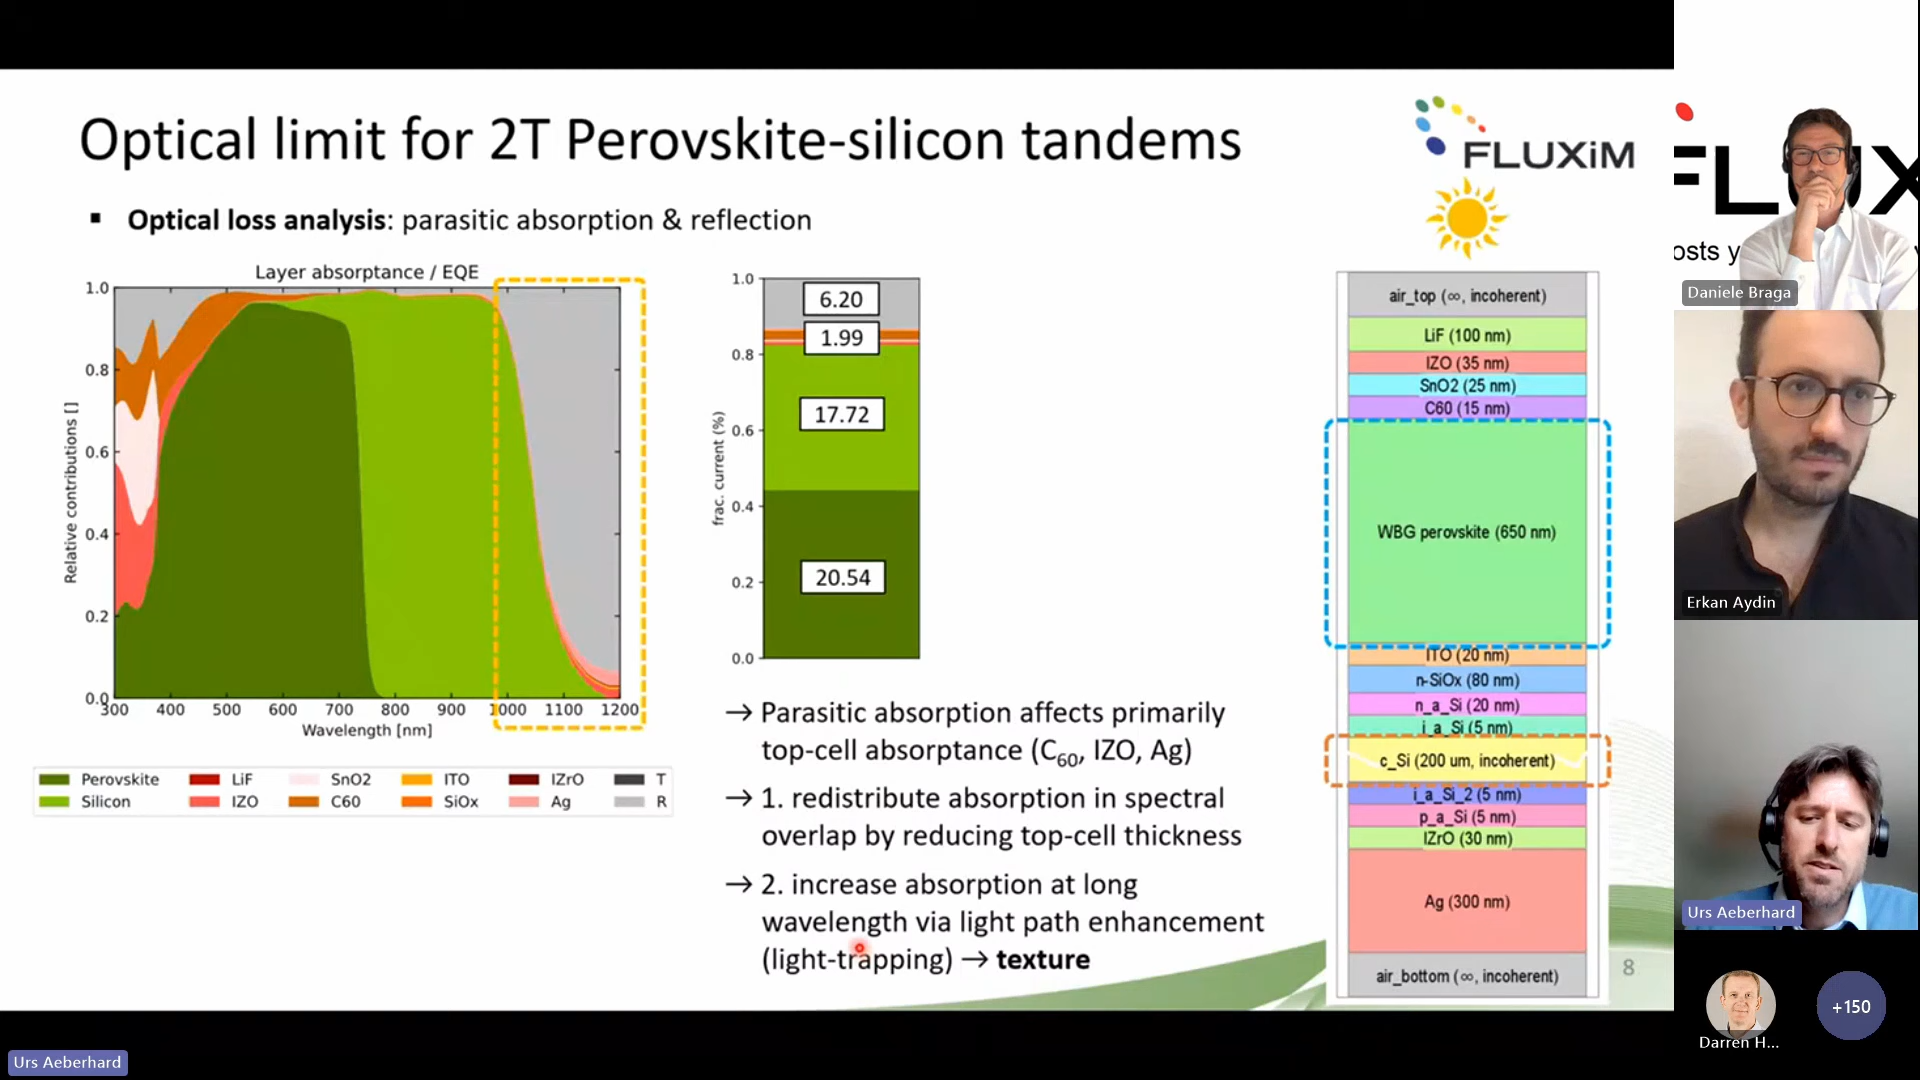 Optical limit for 2T Perovskite-silicon tandems
FLUXiM
▪ Optical loss analysis: parasitic absorption & reflection
Layer absorptance / EQE
1.0
0.8
0.6
0.4
0.2
0.0
Relative contributions []
300 400 500 600 700 800 900 1000 1100 1200
Wavelength [nm]
Perovskite LiF SnO2 ITO IZrO T
Silicon IZO C60 SiOx Ag R
1.0
0.8
0.6
0.4
0.2
0.0
frac. current (%)
6.20
1.99
17.72
20.54
→ Parasitic absorption affects primarily
top-cell absorptance (C60, IZO, Ag)
→ 1. redistribute absorption in spectral
overlap by reducing top-cell thickness
→ 2. increase absorption at long
wavelength via light path enhancement
(light-trapping) → texture
air_top (∞, incoherent)
LiF (100 nm)
IZO (35 nm)
SnO2 (25 nm)
C60 (15 nm)
WBG perovskite (650 nm)
ITO (20 nm)
n-SiOx (80 nm)
n_a_Si (20 nm)
i_a_Si (5 nm)
c_Si (200 um, incoherent)
i_a_Si_2 (5 nm)
p_a_Si (5 nm)
IZrO (30 nm)
Ag (300 nm)
air_bottom (∞, incoherent)
8
FLUX
osts y
Daniele Braga
Erkan Aydin
Urs Aeberhard
Darren H...
+150
Urs Aeberhard